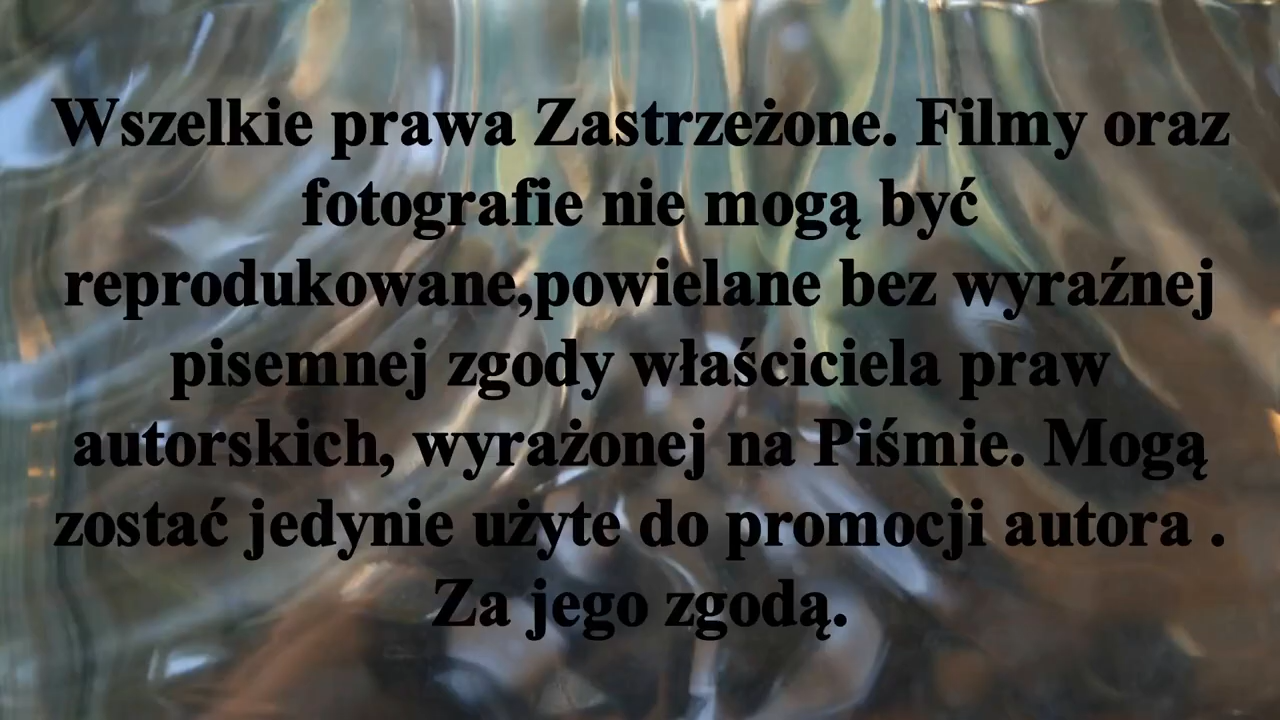 Wszelkie prawa Zastrzeżone. Filmy oraz
fotografie nie mogą być
reprodukowane,powielane bez wyraźnej
pisemnej zgody właściciela praw
autorskich, wyrażonej na Piśmie. Mogą
zostać jedynie użyte do promocji autora .
Za jego zgodą.